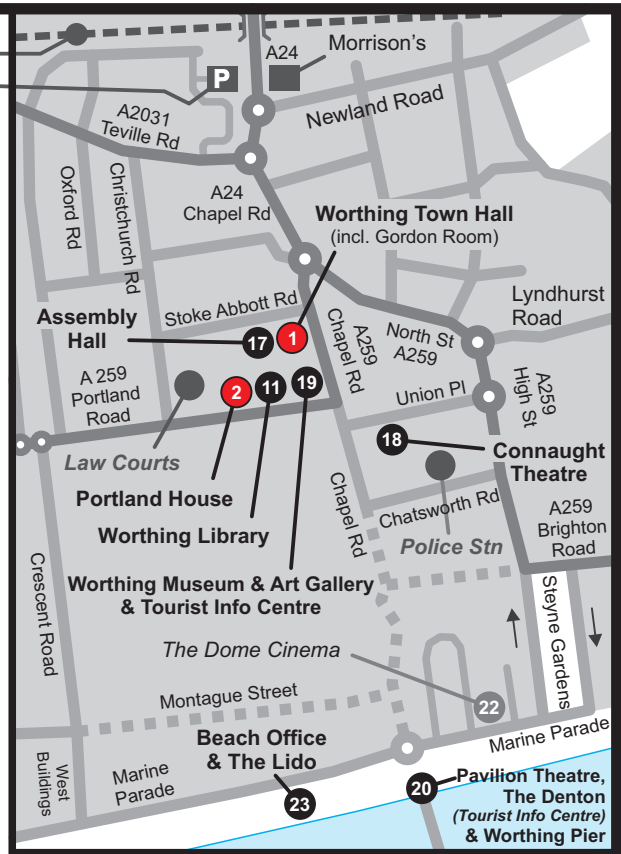 A24
Morrison's
P
Newland Road
A2031
Teville Rd
Oxford Rd
Christchurch Rd
A24
Chapel Rd
Worthing Town Hall
(incl. Gordon Room)
Stoke Abbott Rd
Assembly
Hall
17
1
A259
Chapel Rd
North St
A259
Lyndhurst
Road
A 259
Portland
Road
2
11
19
Union Pl
A259
High St
18
Connaught
Theatre
Law Courts
Portland House
Worthing Library
Chapel Rd
Chatsworth Rd
Police Stn
A259
Brighton
Road
Worthing Museum & Art Gallery
& Tourist Info Centre
Crescent Road
Steyne Gardens
The Dome Cinema
22
Montague Street
Beach Office
& The Lido
Marine Parade
West
Buildings
Marine
Parade
23
20
Pavilion Theatre,
The Denton
(Tourist Info Centre)
& Worthing Pier